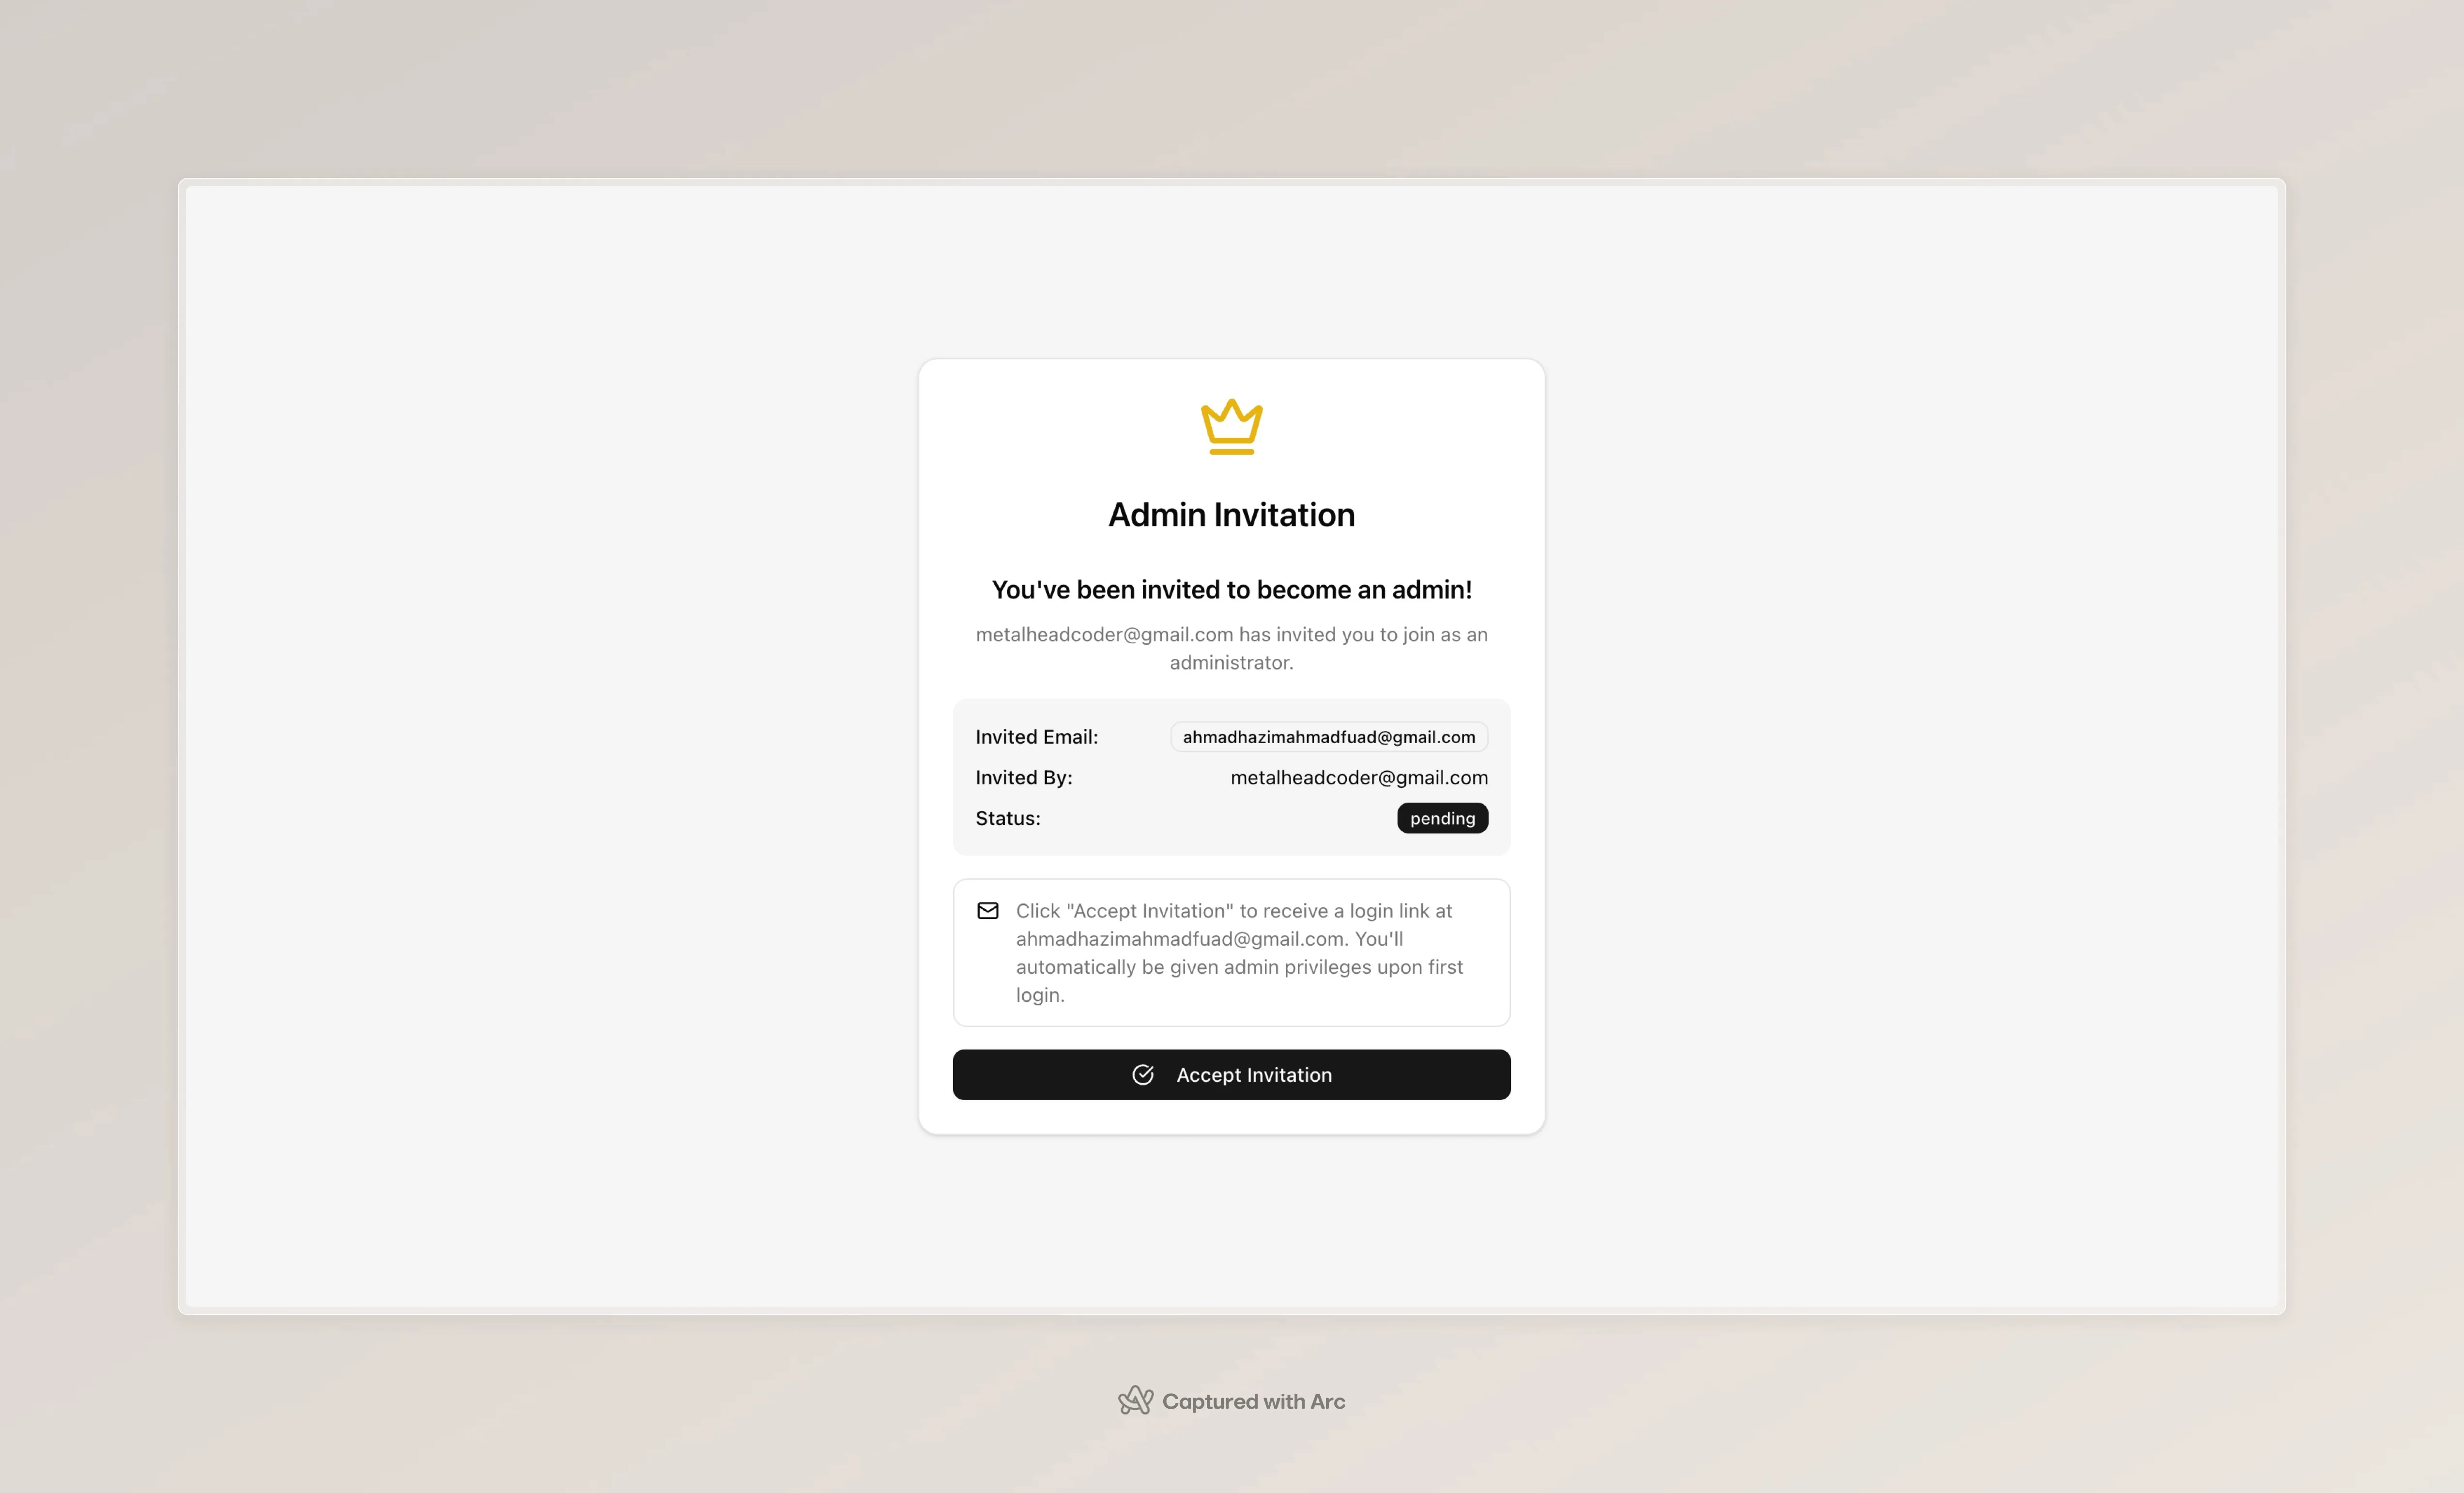 Admin Invitation
You've been invited to become an admin!
metalheadcoder@gmail.com has invited you to join as an
administrator.
Invited Email: ahmadhazimahmadfuad@gmail.com
Invited By: metalheadcoder@gmail.com
Status: pending
Click "Accept Invitation" to receive a login link at
ahmadhazimahmadfuad@gmail.com. You'll
automatically be given admin privileges upon first
login.
Accept Invitation
Captured with Arc